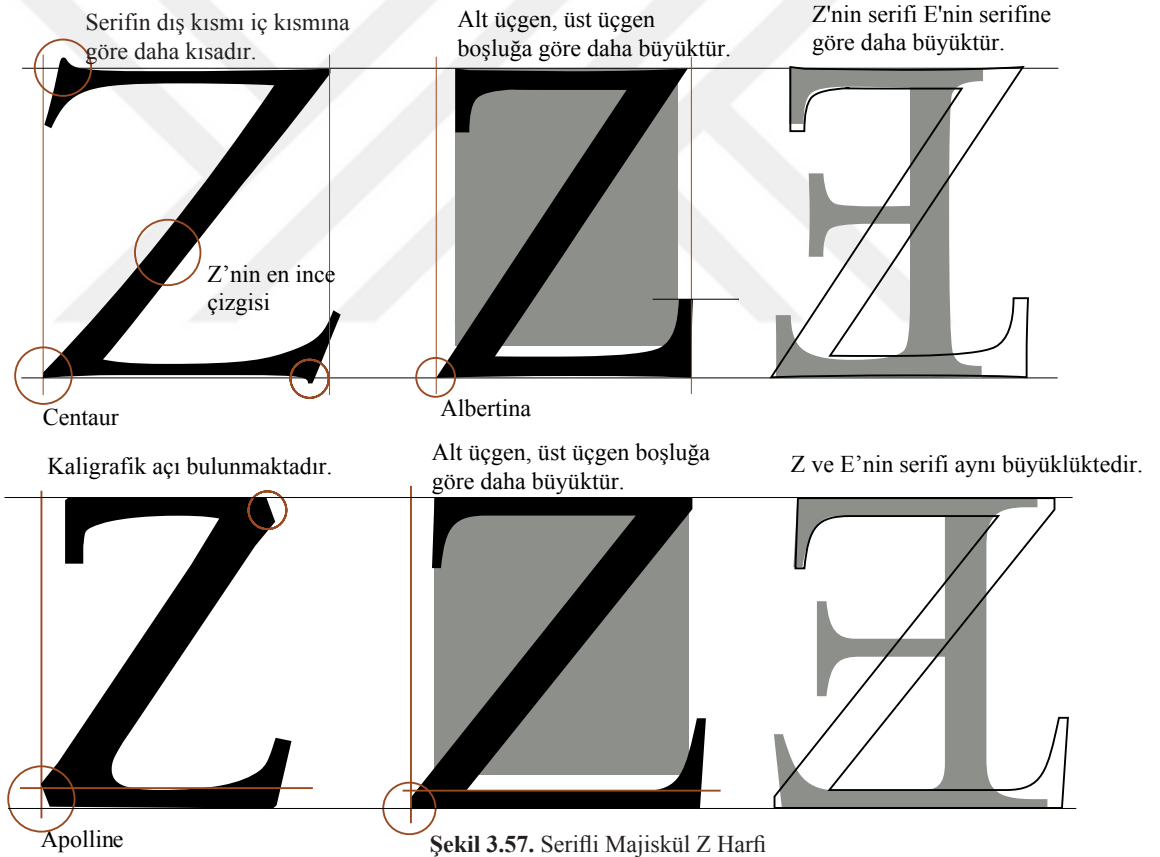 Serifin dış kısmı iç kısmına
göre daha kısadır.
Alt üçgen, üst üçgen
boşluğa göre daha büyüktür.
Z'nin serifi E'nin serifine
göre daha büyüktür.
Z’nin en ince
çizgisi
Centaur
Albertina
Kaligrafik açı bulunmaktadır.
Alt üçgen, üst üçgen boşluğa
göre daha büyüktür.
Z ve E’nin serifi aynı büyüklüktedir.
Apolline
Şekil 3.57. Serifli Majiskül Z Harfi